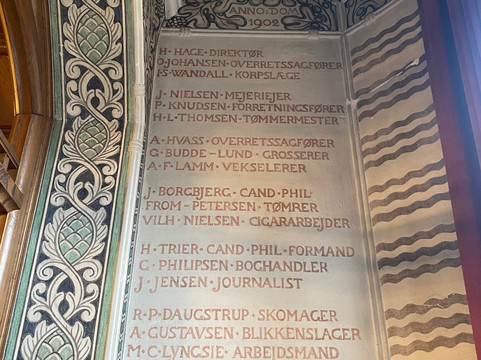 ANNO · DOM
1902
H · HAGE · DIREKTØR
O · JOHANSEN · OVERRETSSAGFØRER
I · S · WANDALL · KORPSLÆGE
J · NIELSEN · MEJERIEJER
P · KNUDSEN · FORRETNINGSFØRER
H · L · THOMSEN · TØMMERMESTER
A · HVASS · OVERRETSSAGFØRER
G · BUDDE - LUND · GROSSERER
A · F · LAMM · VEKSELERER
J · BORGBJERG · CAND · PHIL ·
FROM - PETERSEN · TØMRER
VILH · NIELSEN · CIGARARBEJDER
H · TRIER · CAND · PHIL · FORMAND
G · PHILIPSEN · BOGHANDLER
J · JENSEN · JOURNALIST
R · P · DAUGSTRUP · SKOMAGER
A · GUSTAVSEN · BLIKKENSLAGER
M · C · LYNGSIE · ARBEJDSMAND